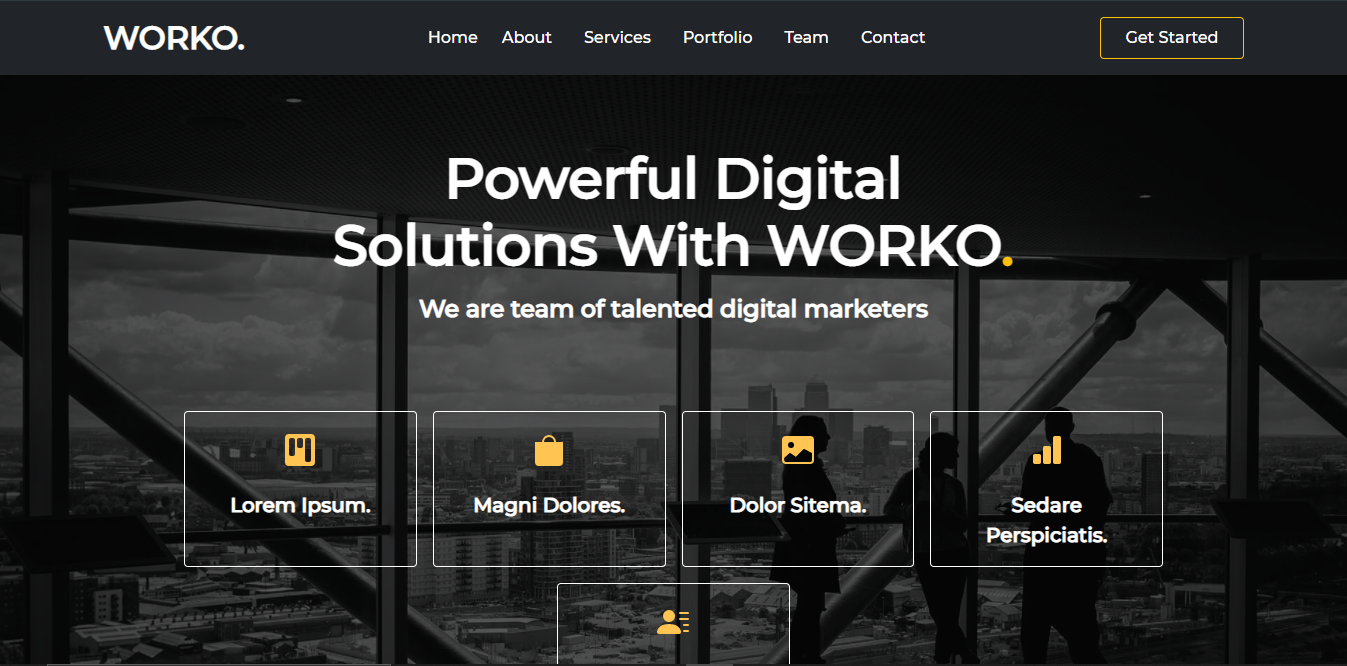 WORKO.
Home About Services Portfolio Team Contact
Get Started
Powerful Digital
Solutions With WORKO.
We are team of talented digital marketers
Lorem Ipsum.
Magni Dolores.
Dolor Sitema.
Sedare
Perspiciatis.